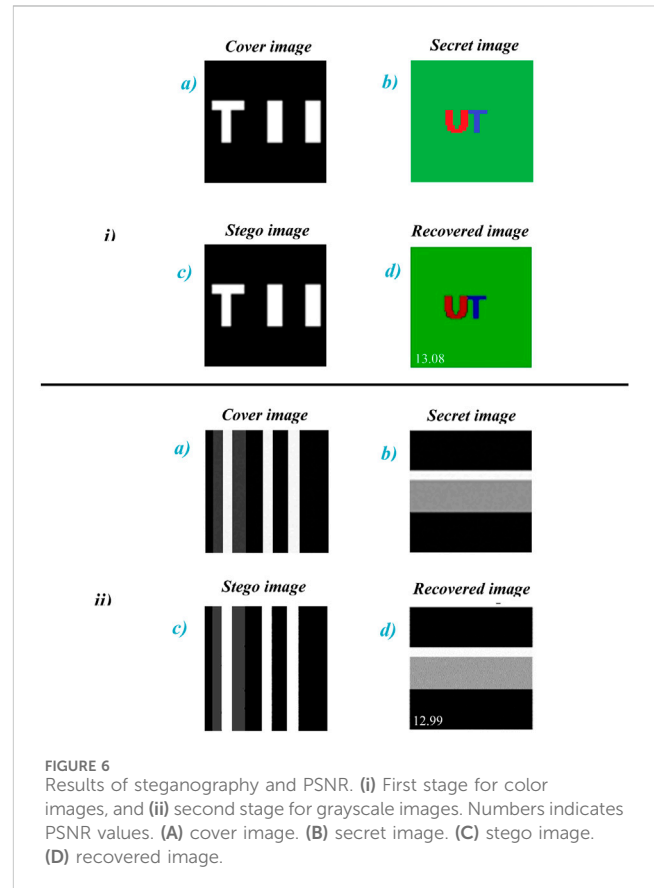 Cover image
Secret image
a)
b)
T I I
UT
i)
Stego image
Recovered image
c)
d)
T I I
UT
13.08
Cover image
Secret image
a)
b)
ii)
Stego image
Recovered image
c)
d)
12.99
FIGURE 6
Results of steganography and PSNR. (i) First stage for color
images, and (ii) second stage for grayscale images. Numbers indicates
PSNR values. (A) cover image. (B) secret image. (C) stego image.
(D) recovered image.